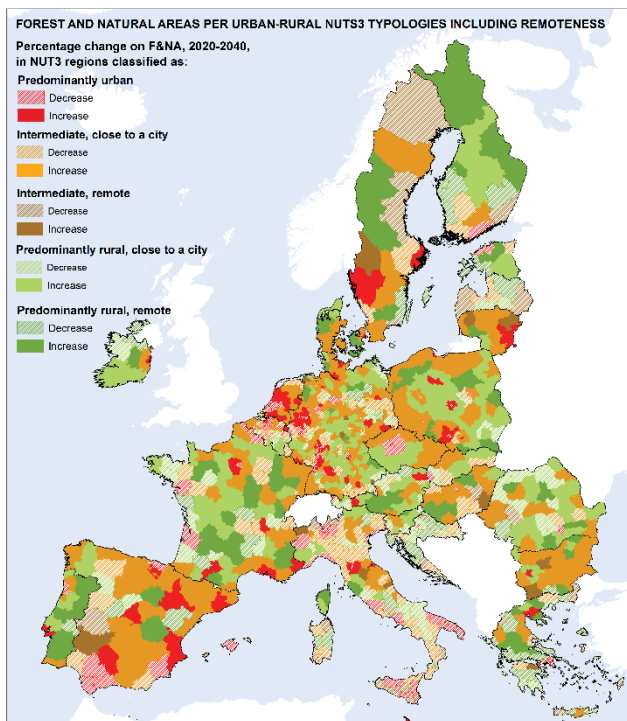 FOREST AND NATURAL AREAS PER URBAN-RURAL NUTS3 TYPOLOGIES INCLUDING REMOTENESS
Percentage change on F&NA, 2020-2040,
in NUT3 regions classified as:
Predominantly urban
Decrease
Increase
Intermediate, close to a city
Decrease
Increase
Intermediate, remote
Decrease
Increase
Predominantly rural, close to a city
Decrease
Increase
Predominantly rural, remote
Decrease
Increase